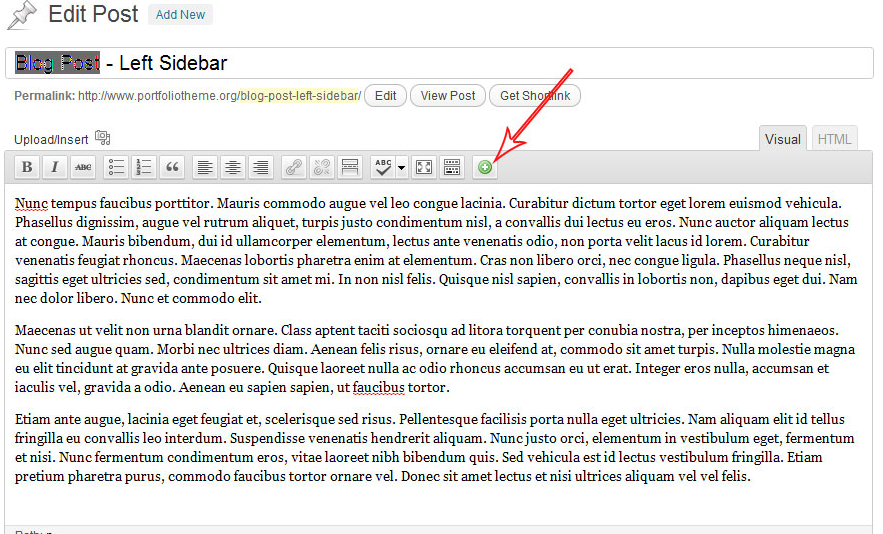 Edit Post Add New
Blog Post - Left Sidebar
Permalink: http://www.portfoliotheme.org/blog-post-left-sidebar/ Edit View Post Get Shortlink
Upload/Insert Visual HTML
B I ABC ABC
Nunc tempus faucibus porttitor. Mauris commodo augue vel leo congue lacinia. Curabitur dictum tortor eget lorem euismod vehicula.
Phasellus dignissim, augue vel rutrum aliquet, turpis justo condimentum nisl, a convallis dui lectus eu eros. Nunc auctor aliquam lectus
at congue. Mauris bibendum, dui id ullamcorper elementum, lectus ante venenatis odio, non porta velit lacus id lorem. Curabitur
venenatis feugiat rhoncus. Maecenas lobortis pharetra enim at elementum. Cras non libero orci, nec congue ligula. Phasellus neque nisl,
sagittis eget ultricies sed, condimentum sit amet mi. In non nisl felis. Quisque nisl sapien, convallis in lobortis non, dapibus eget dui. Nam
nec dolor libero. Nunc et commodo elit.
Maecenas ut velit non urna blandit ornare. Class aptent taciti sociosqu ad litora torquent per conubia nostra, per inceptos himenaeos.
Nunc sed augue quam. Morbi nec ultrices diam. Aenean felis risus, ornare eu eleifend at, commodo sit amet turpis. Nulla molestie magna
eu elit tincidunt at gravida ante posuere. Quisque laoreet nulla ac odio rhoncus accumsan eu ut erat. Integer eros nulla, accumsan et
iaculis vel, gravida a odio. Aenean eu sapien sapien, ut faucibus tortor.
Etiam ante augue, lacinia eget feugiat et, scelerisque sed risus. Pellentesque facilisis porta nulla eget ultricies. Nam aliquam elit id tellus
fringilla eu convallis leo interdum. Suspendisse venenatis hendrerit aliquam. Nunc justo orci, elementum in vestibulum eget, fermentum
et nisi. Nunc fermentum condimentum eros, vitae laoreet nibh bibendum quis. Sed vehicula est id lectus vestibulum fringilla. Etiam
pretium pharetra purus, commodo faucibus tortor ornare vel. Donec sit amet lectus et nisi ultrices aliquam vel vel felis.